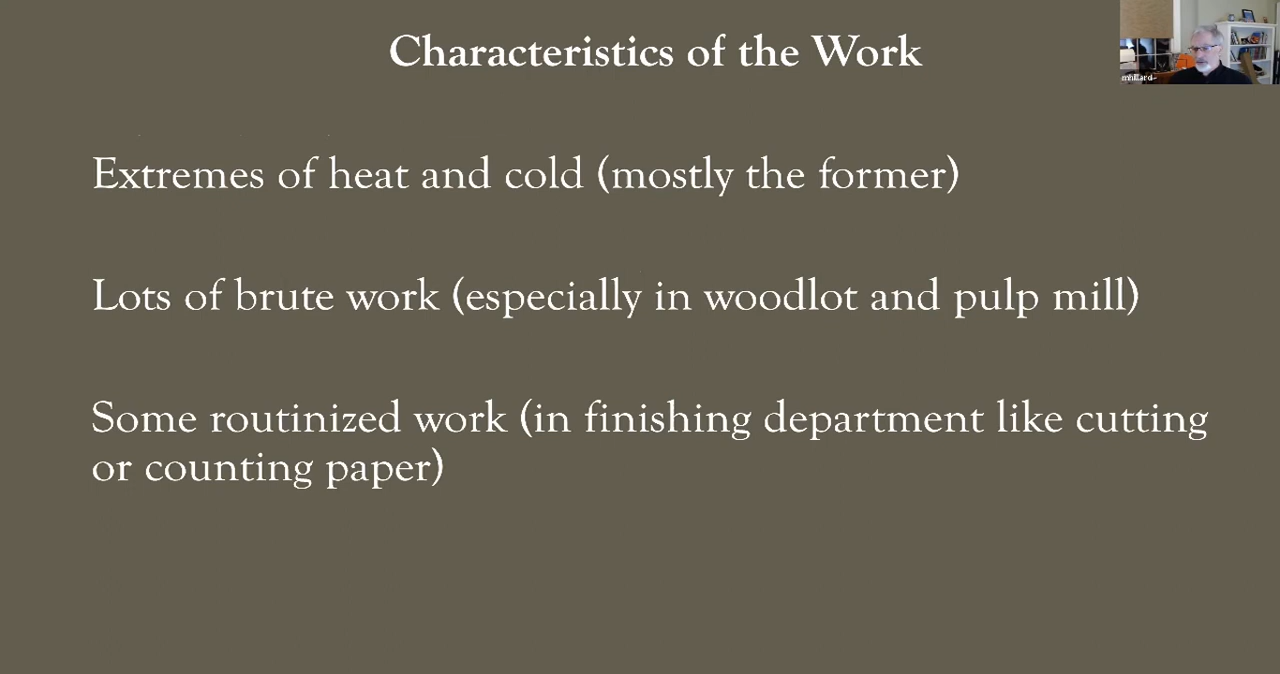 Characteristics of the Work
mhillard
Extremes of heat and cold (mostly the former)
Lots of brute work (especially in woodlot and pulp mill)
Some routinized work (in finishing department like cutting
or counting paper)